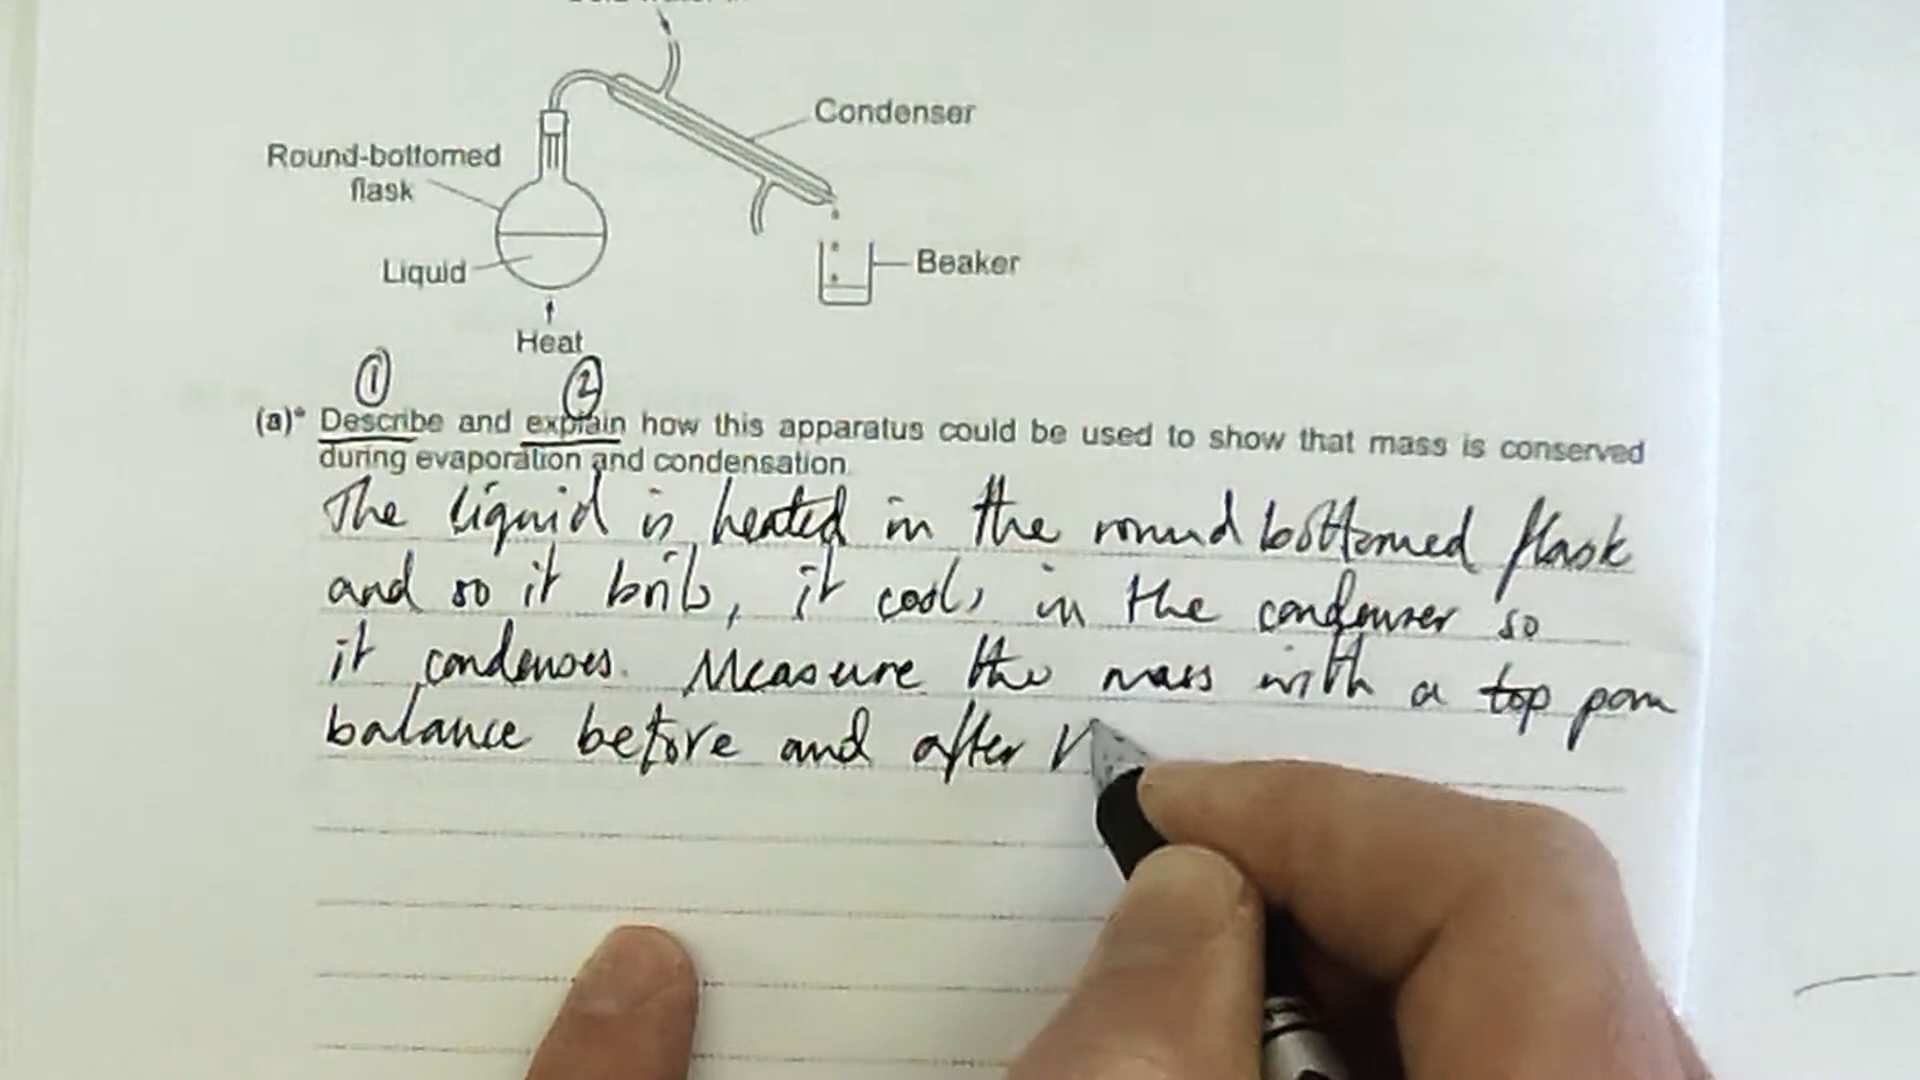 Condenser
Round-bottomed
flask
Liquid
Beaker
Heat
1
2
(a)* Describe and explain how this apparatus could be used to show that mass is conserved
during evaporation and condensation.
The liquid is heated in the round bottomed flask
and so it boils, it cools in the condenser so
it condenses. Measure the mass with a top pan
balance before and after